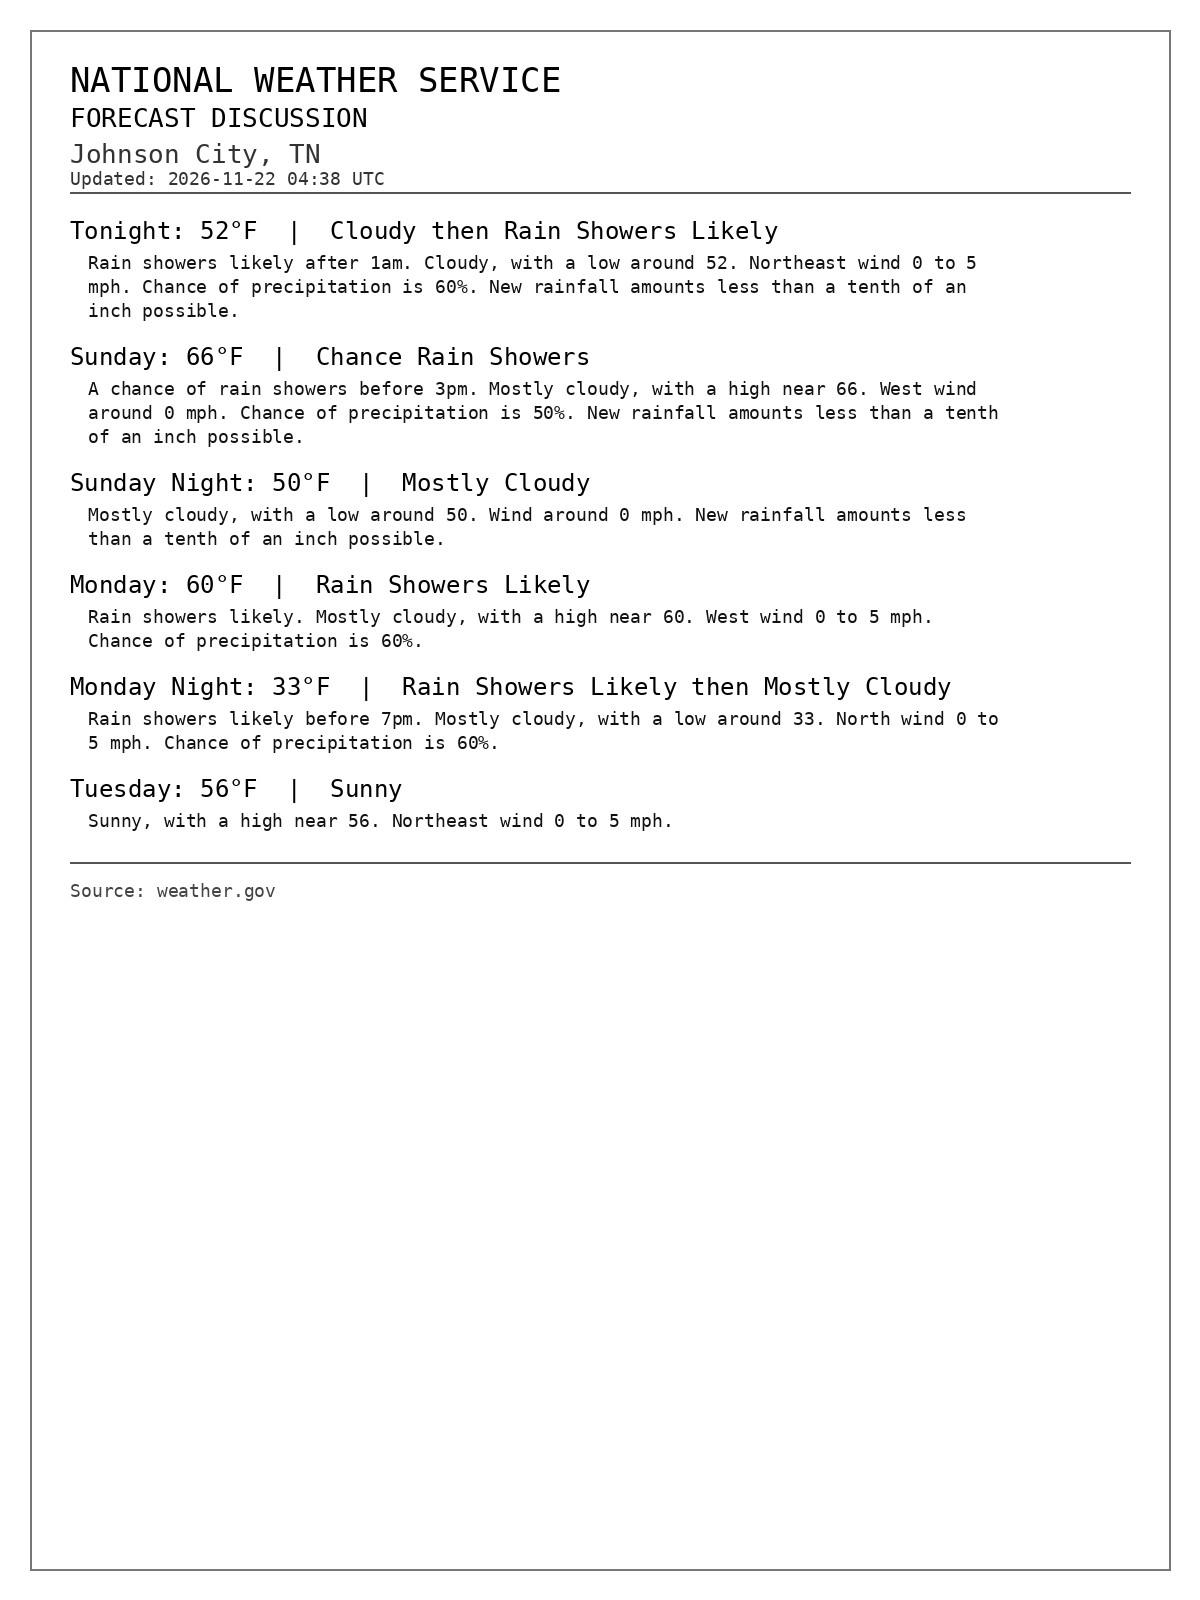 NATIONAL WEATHER SERVICE
FORECAST DISCUSSION
Johnson City, TN
Updated: 2026-11-22 04:38 UTC
Tonight: 52°F  |  Cloudy then Rain Showers Likely
Rain showers likely after 1am. Cloudy, with a low around 52. Northeast wind 0 to 5
mph. Chance of precipitation is 60%. New rainfall amounts less than a tenth of an
inch possible.
Sunday: 66°F  |  Chance Rain Showers
A chance of rain showers before 3pm. Mostly cloudy, with a high near 66. West wind
around 0 mph. Chance of precipitation is 50%. New rainfall amounts less than a tenth
of an inch possible.
Sunday Night: 50°F  |  Mostly Cloudy
Mostly cloudy, with a low around 50. Wind around 0 mph. New rainfall amounts less
than a tenth of an inch possible.
Monday: 60°F  |  Rain Showers Likely
Rain showers likely. Mostly cloudy, with a high near 60. West wind 0 to 5 mph.
Chance of precipitation is 60%.
Monday Night: 33°F  |  Rain Showers Likely then Mostly Cloudy
Rain showers likely before 7pm. Mostly cloudy, with a low around 33. North wind 0 to
5 mph. Chance of precipitation is 60%.
Tuesday: 56°F  |  Sunny
Sunny, with a high near 56. Northeast wind 0 to 5 mph.
Source: weather.gov